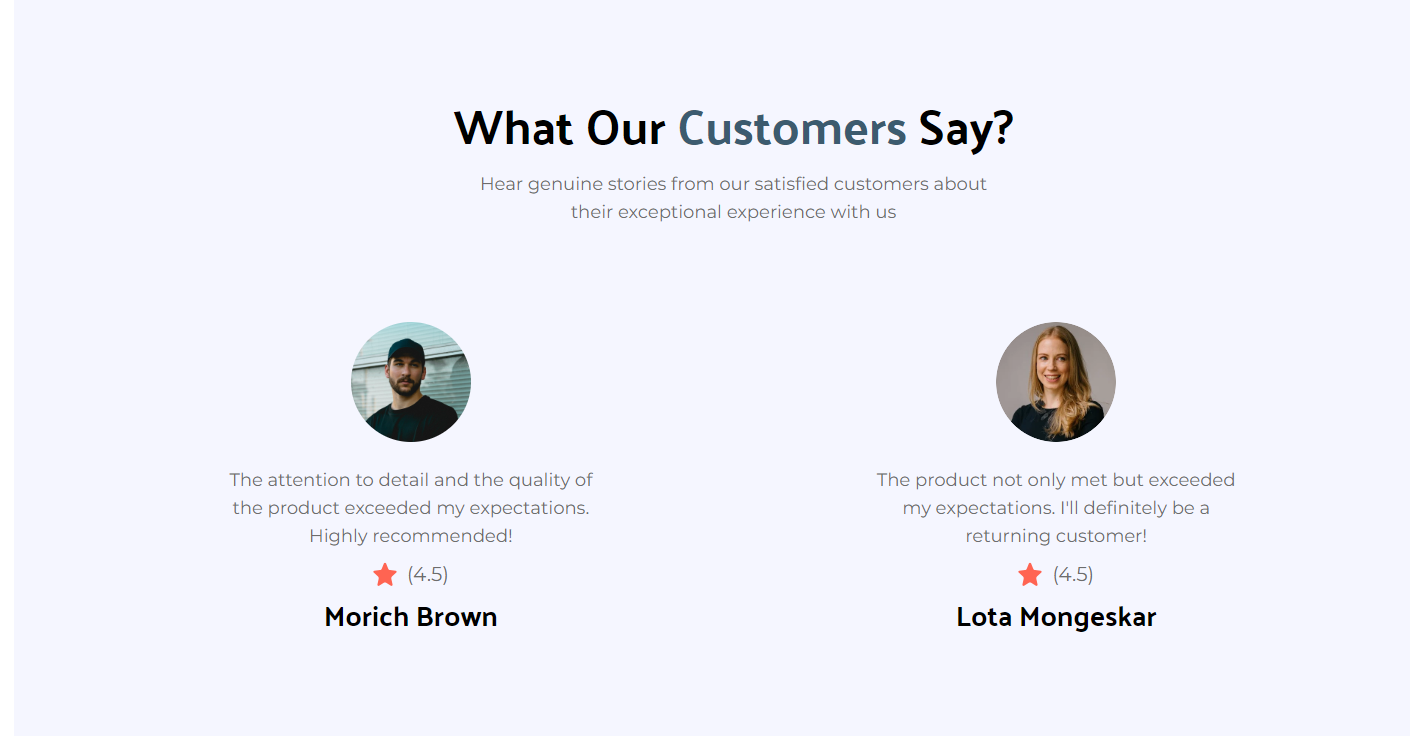 What Our Customers Say?
Hear genuine stories from our satisfied customers about
their exceptional experience with us
The attention to detail and the quality of
the product exceeded my expectations.
Highly recommended!
(4.5)
Morich Brown
The product not only met but exceeded
my expectations. I'll definitely be a
returning customer!
(4.5)
Lota Mongeskar